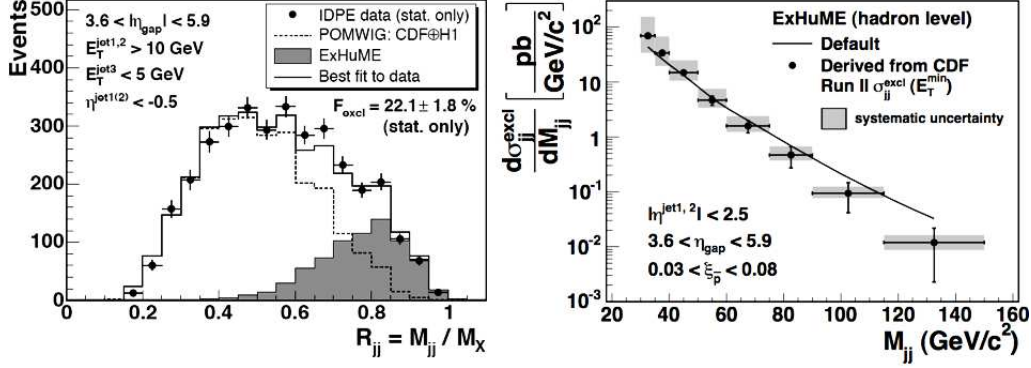 Events
500
400
300
200
100
0
3.6 < |η_gap| < 5.9
E_T^jet1,2 > 10 GeV
E_T^jet3 < 5 GeV
η^jet1(2) < -0.5
IDPE data (stat. only)
POMWIG: CDF⊕H1
ExHuME
Best fit to data
F_excl = 22.1 ± 1.8 %
(stat. only)
0 0.2 0.4 0.6 0.8 1
R_jj = M_jj / M_X
dσ_jj^excl / dM_jj [pb / GeV/c²]
10²
10
1
10⁻¹
10⁻²
10⁻³
ExHuME (hadron level)
Default
Derived from CDF
Run II σ_jj^excl (E_T^min)
systematic uncertainty
|η^jet1, 2| < 2.5
3.6 < η_gap < 5.9
0.03 < ξ_p̄ < 0.08
20 40 60 80 100 120 140 160
M_jj (GeV/c²)